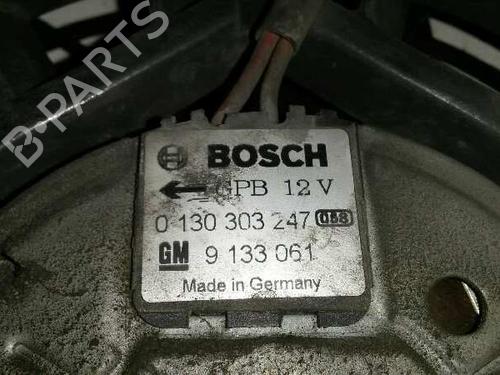 B-PARTS
BOSCH
GPB 12 V
0 130 303 247 088
GM 9 133 061
Made in Germany